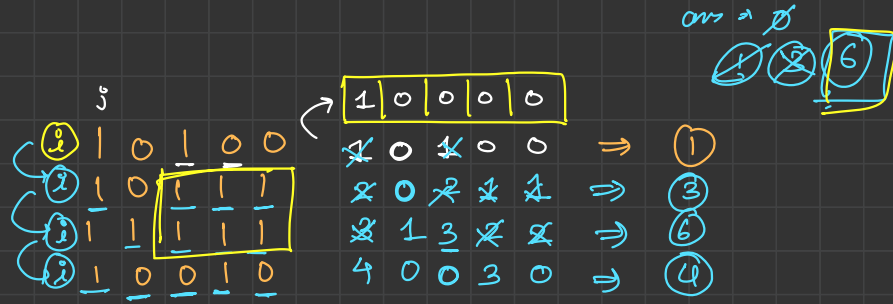 ans → 0
1 3 6
j
1 0 0 0 0
i 1 0 1 0 0 1 0 1 0 0 ⇒ 1
i 1 0 1 1 1 2 0 2 1 1 ⇒ 3
i 1 1 1 1 1 3 1 3 2 2 ⇒ 6
i 1 0 0 1 0 4 0 0 3 0 ⇒ 4